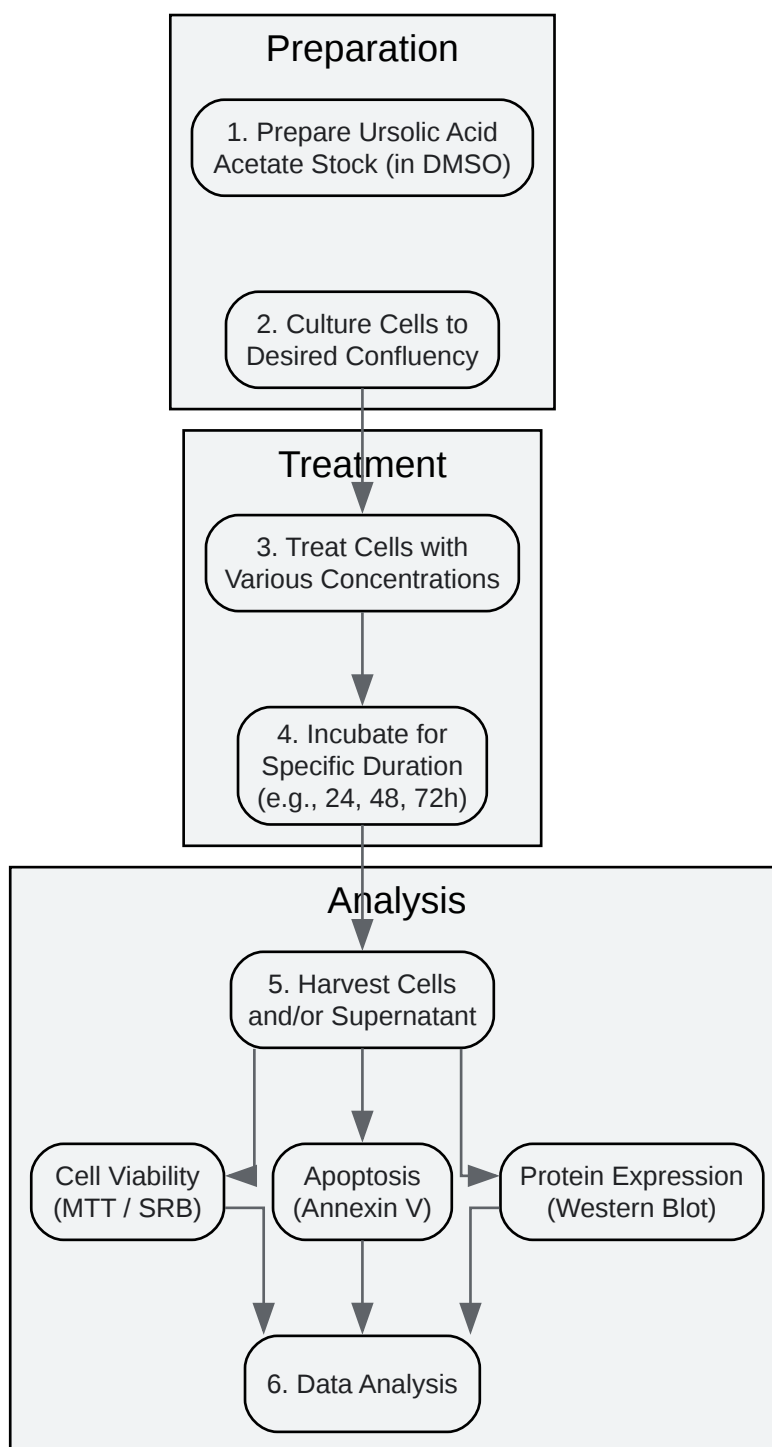 Preparation
1. Prepare Ursolic Acid
Acetate Stock (in DMSO)
2. Culture Cells to
Desired Confluency
Treatment
3. Treat Cells with
Various Concentrations
4. Incubate for
Specific Duration
(e.g., 24, 48, 72h)
Analysis
5. Harvest Cells
and/or Supernatant
Cell Viability
(MTT / SRB)
Apoptosis
(Annexin V)
Protein Expression
(Western Blot)
6. Data Analysis